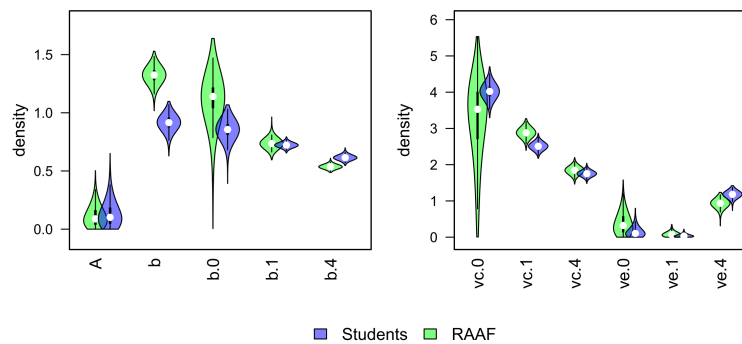 density
1.5
1.0
0.5
0.0
A
b
b.0
b.1
b.4
density
6
5
4
3
2
1
0
vc.0
vc.1
vc.4
ve.0
ve.1
ve.4
Students
RAAF